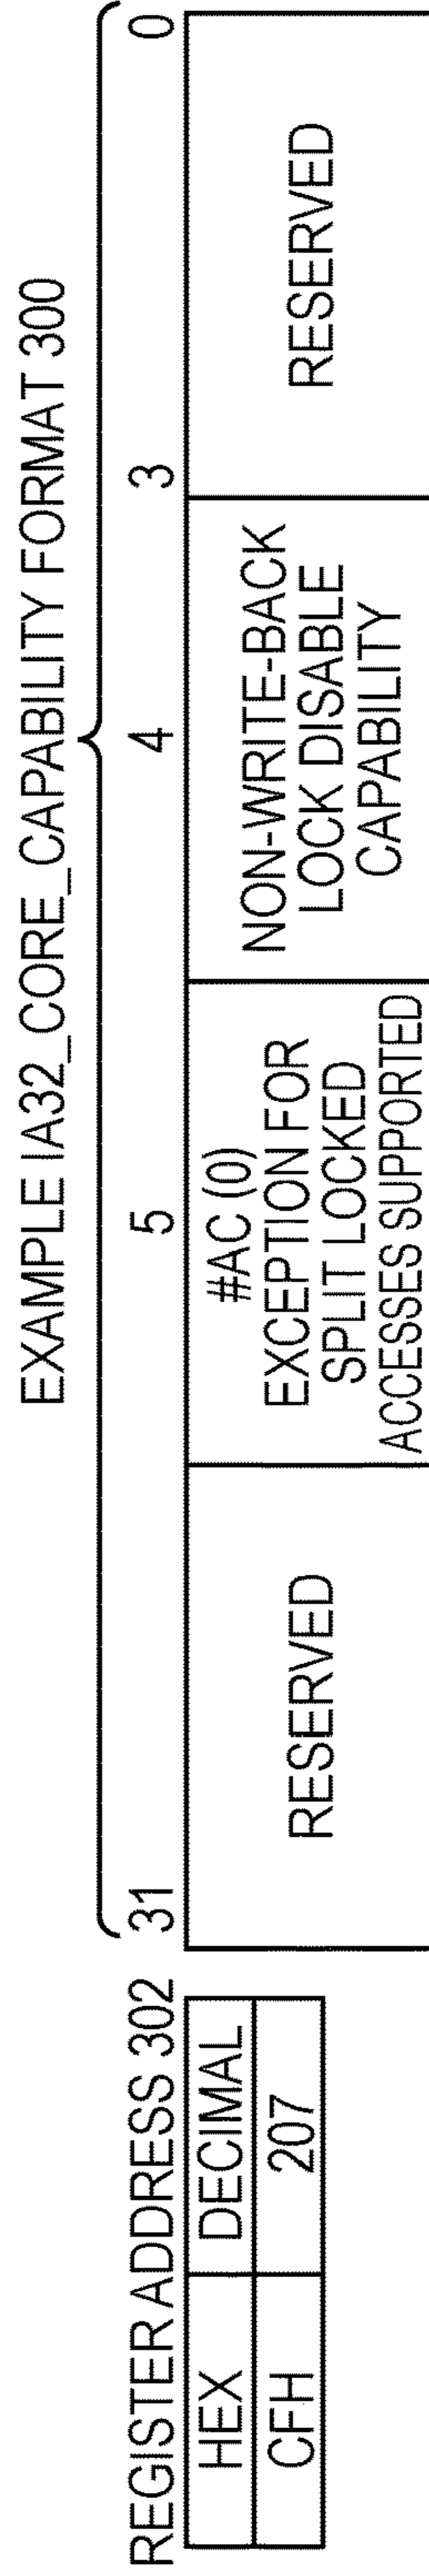 EXAMPLE IA32_CORE_CAPABILITY FORMAT 300
REGISTER ADDRESS 302
HEX DECIMAL
CFH 207
31 5 4 3 0
RESERVED
#AC (0)
EXCEPTION FOR
SPLIT LOCKED
ACCESSES SUPPORTED
NON-WRITE-BACK
LOCK DISABLE
CAPABILITY
RESERVED